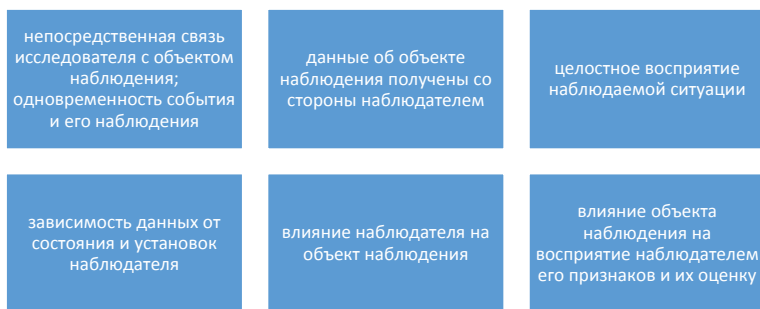 непосредственная связь
исследователя с объектом
наблюдения;
одновременность события
и его наблюдения
данные об объекте
наблюдения получены со
стороны наблюдателем
целостное восприятие
наблюдаемой ситуации
зависимость данных от
состояния и установок
наблюдателя
влияние наблюдателя на
объект наблюдения
влияние объекта
наблюдения на
восприятие наблюдателем
его признаков и их оценку